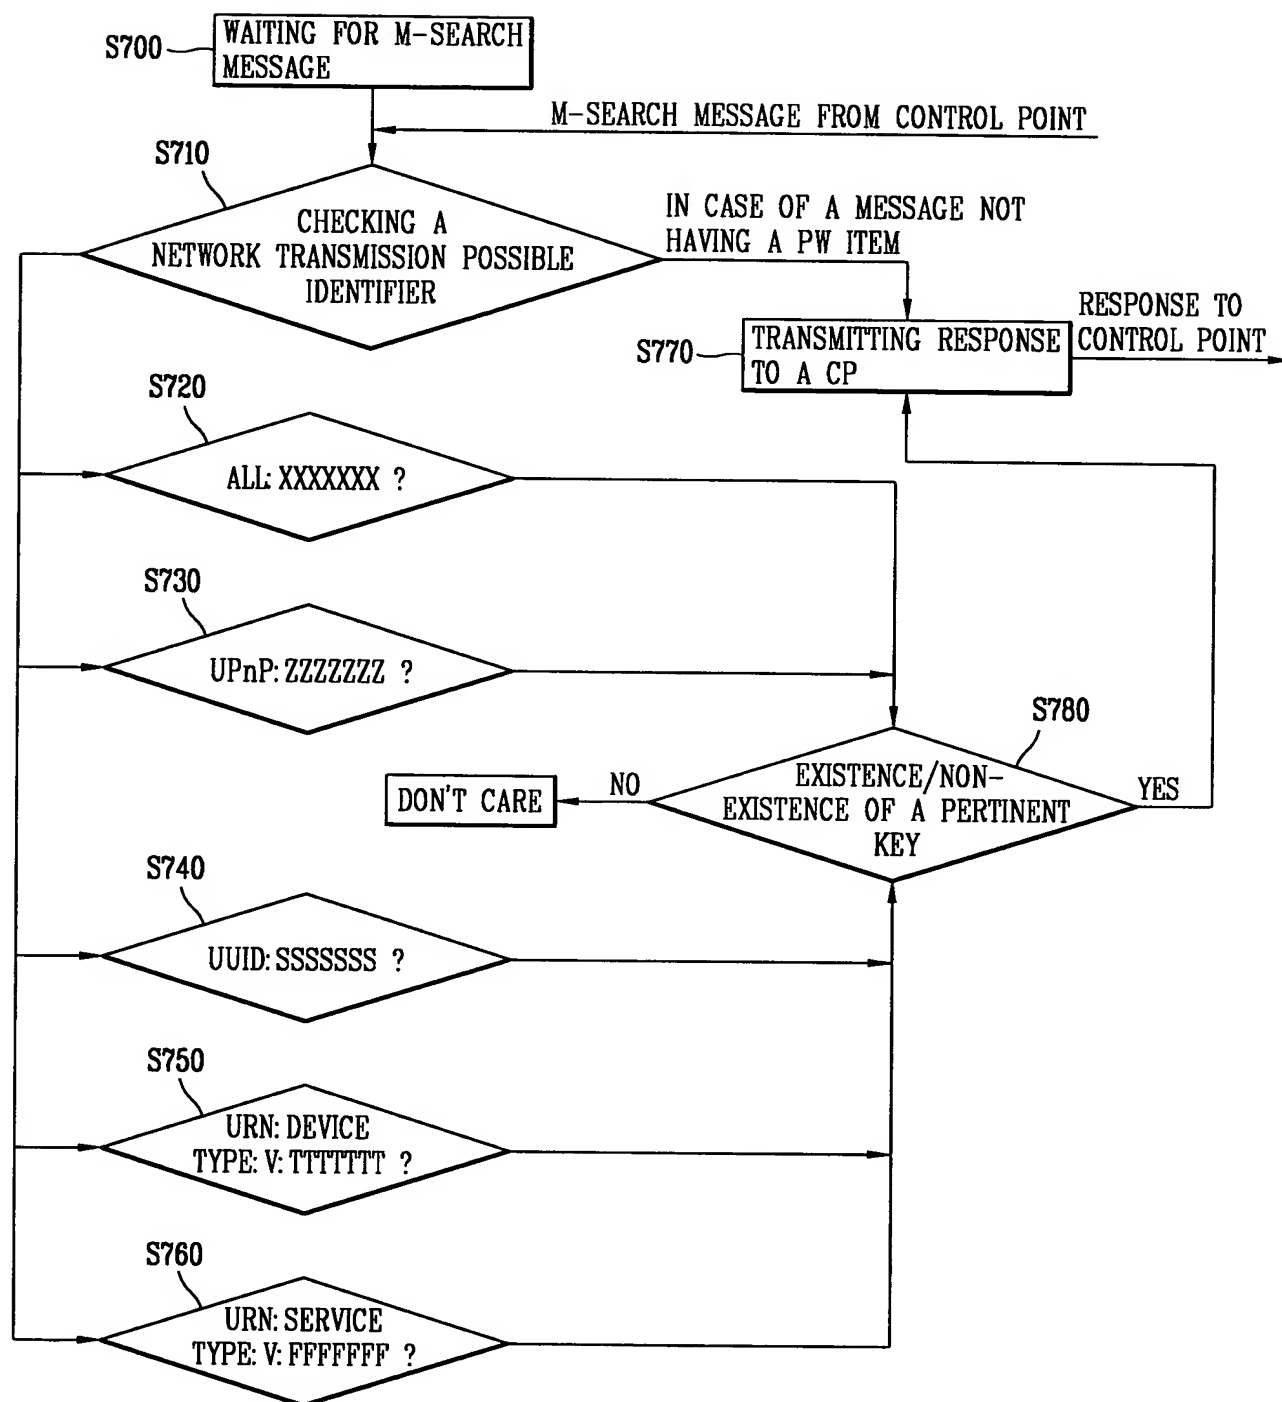 S700
WAITING FOR M-SEARCH
MESSAGE
M-SEARCH MESSAGE FROM CONTROL POINT
S710
CHECKING A
NETWORK TRANSMISSION POSSIBLE
IDENTIFIER
IN CASE OF A MESSAGE NOT
HAVING A PW ITEM
S770
TRANSMITTING RESPONSE
TO A CP
RESPONSE TO
CONTROL POINT
S720
ALL: XXXXXXX ?
S730
UPnP: ZZZZZZZ ?
S780
EXISTENCE/NON-
EXISTENCE OF A PERTINENT
KEY
NO
YES
DON'T CARE
S740
UUID: SSSSSSS ?
S750
URN: DEVICE
TYPE: V: TTTTTTT ?
S760
URN: SERVICE
TYPE: V: FFFFFFF ?